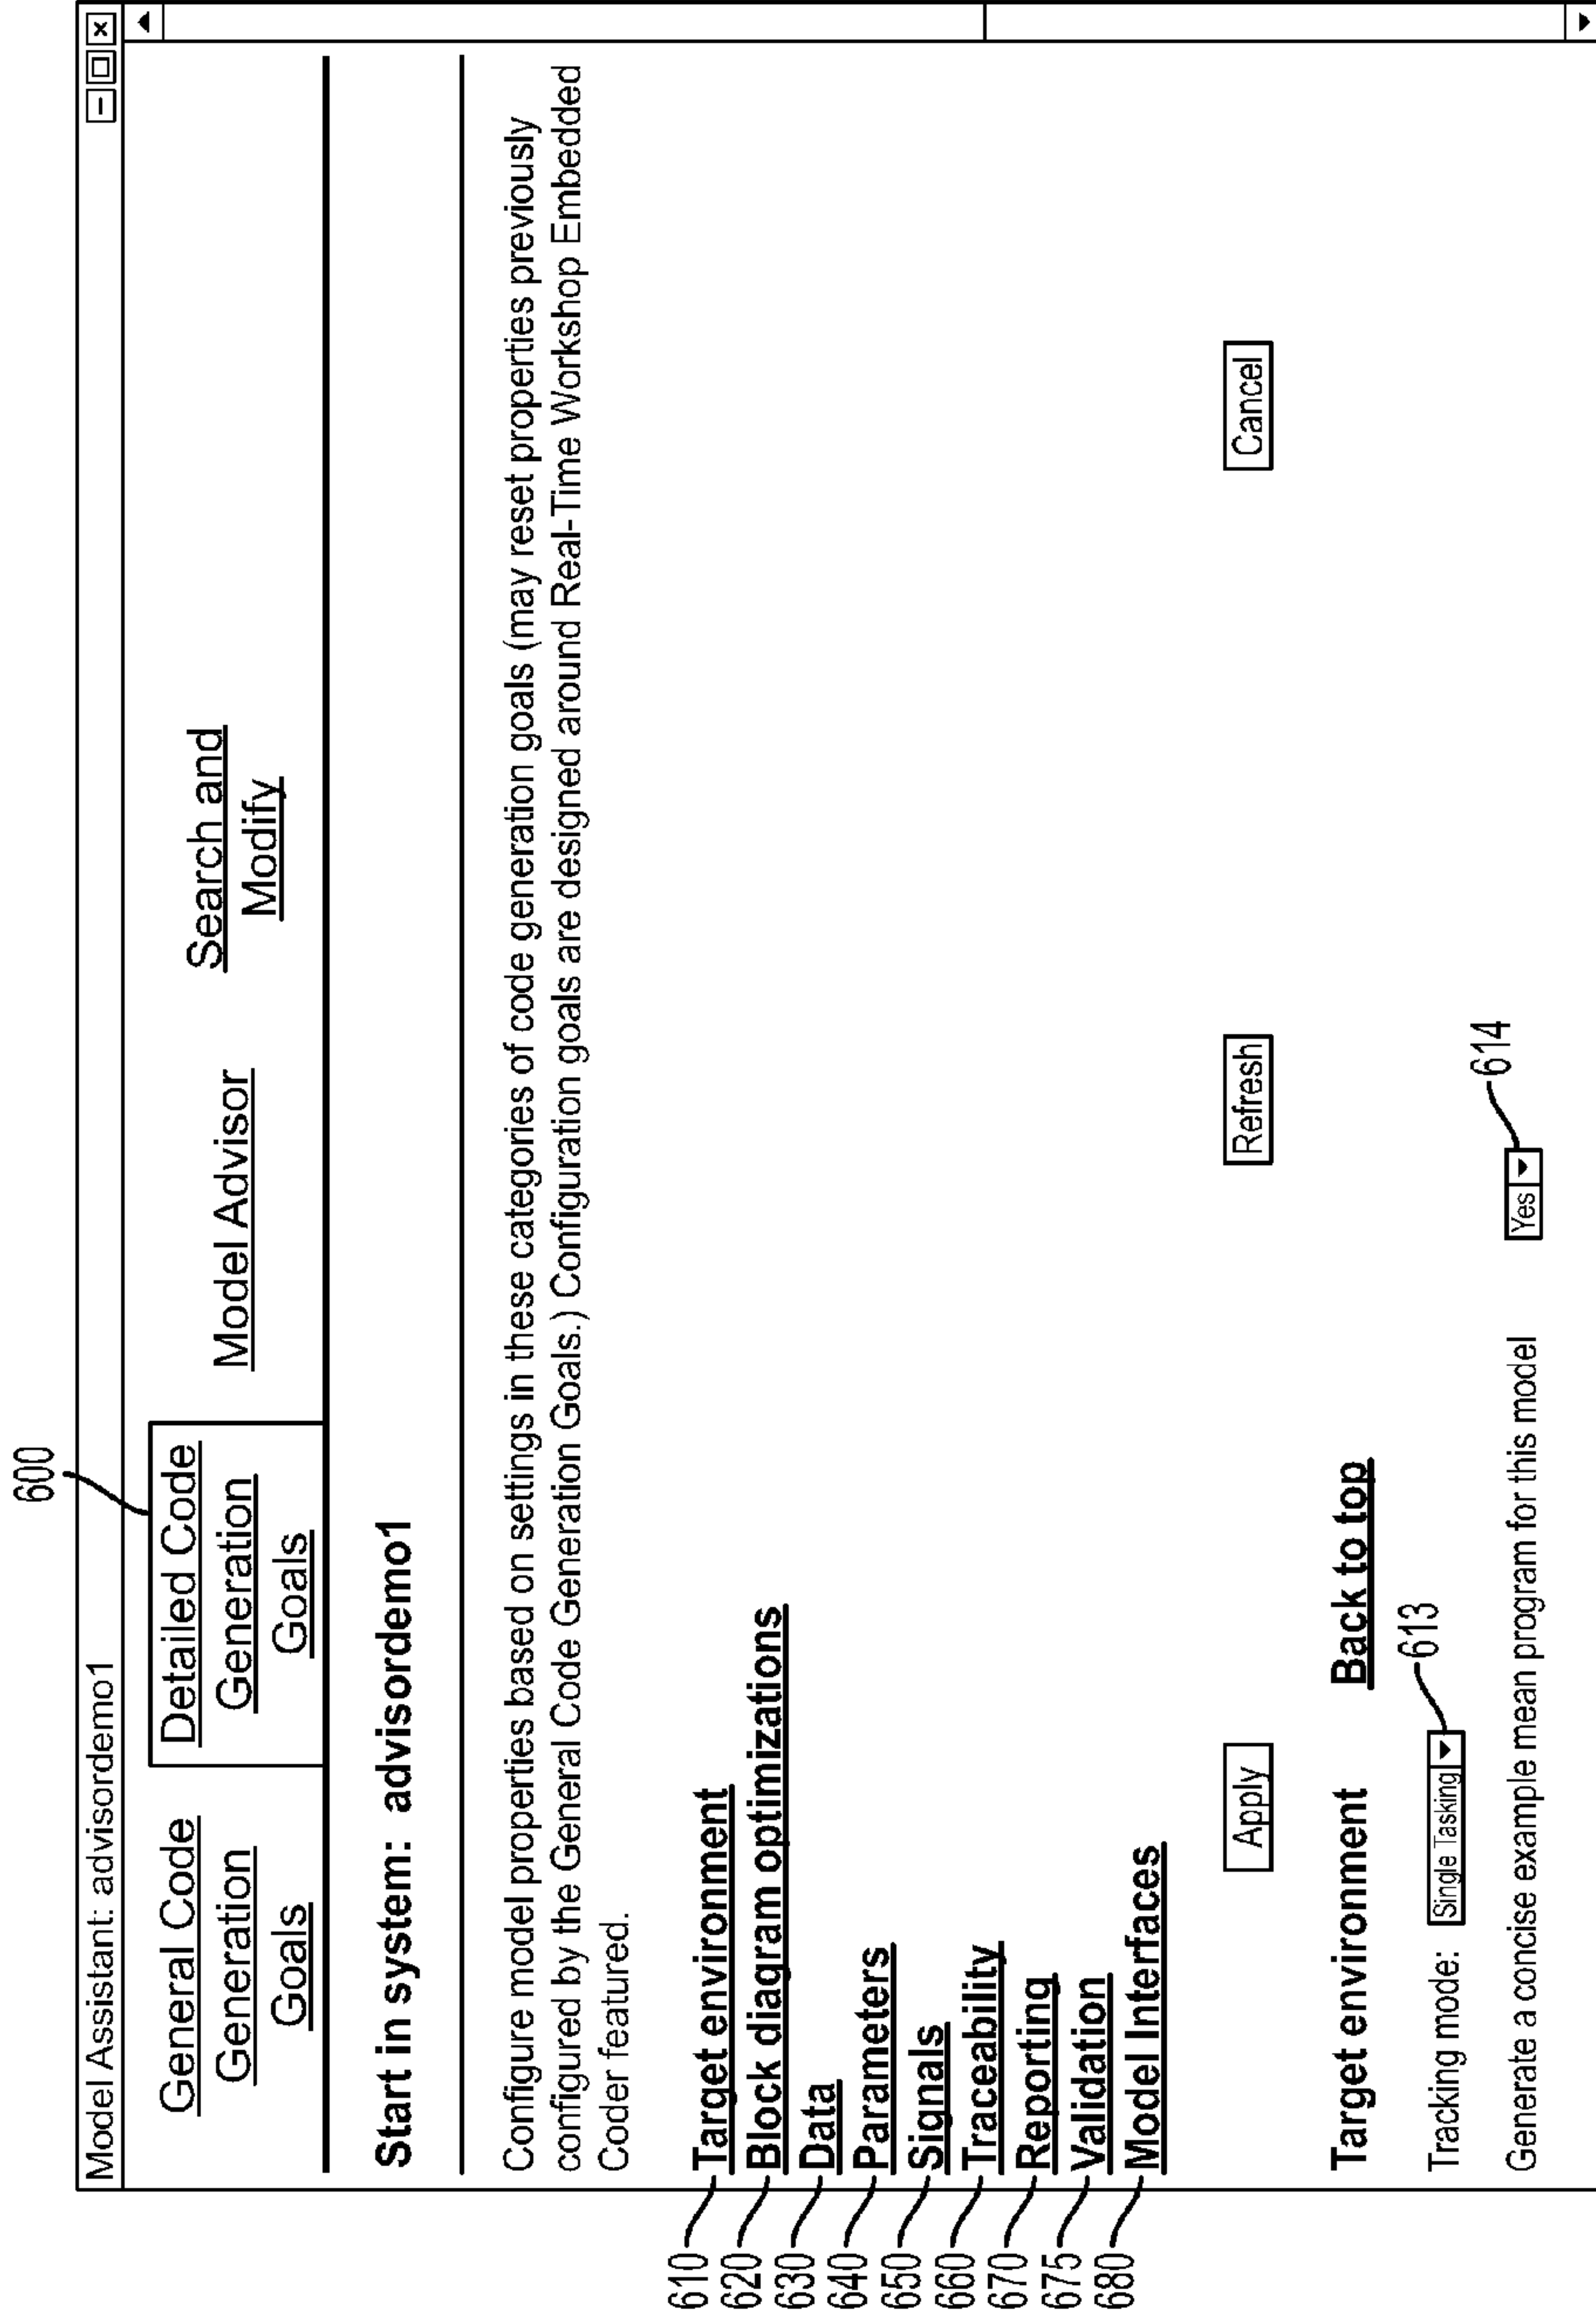 600
Model Assistant: advisordemo1
General Code
Generation
Goals
Detailed Code
Generation
Goals
Model Advisor
Search and
Modify
Start in system: advisordemo1
Configure model properties based on settings in these categories of code generation goals (may reset properties previously
configured by the General Code Generation Goals.) Configuration goals are designed around Real-Time Workshop Embedded
Coder featured.
610 Target environment
620 Block diagram optimizations
630 Data
640 Parameters
650 Signals
660 Traceability
670 Reporting
675 Validation
680 Model Interfaces
Apply Refresh Cancel
Target environment Back to top
613
Tracking mode: Single Tasking
614
Generate a concise example mean program for this model Yes